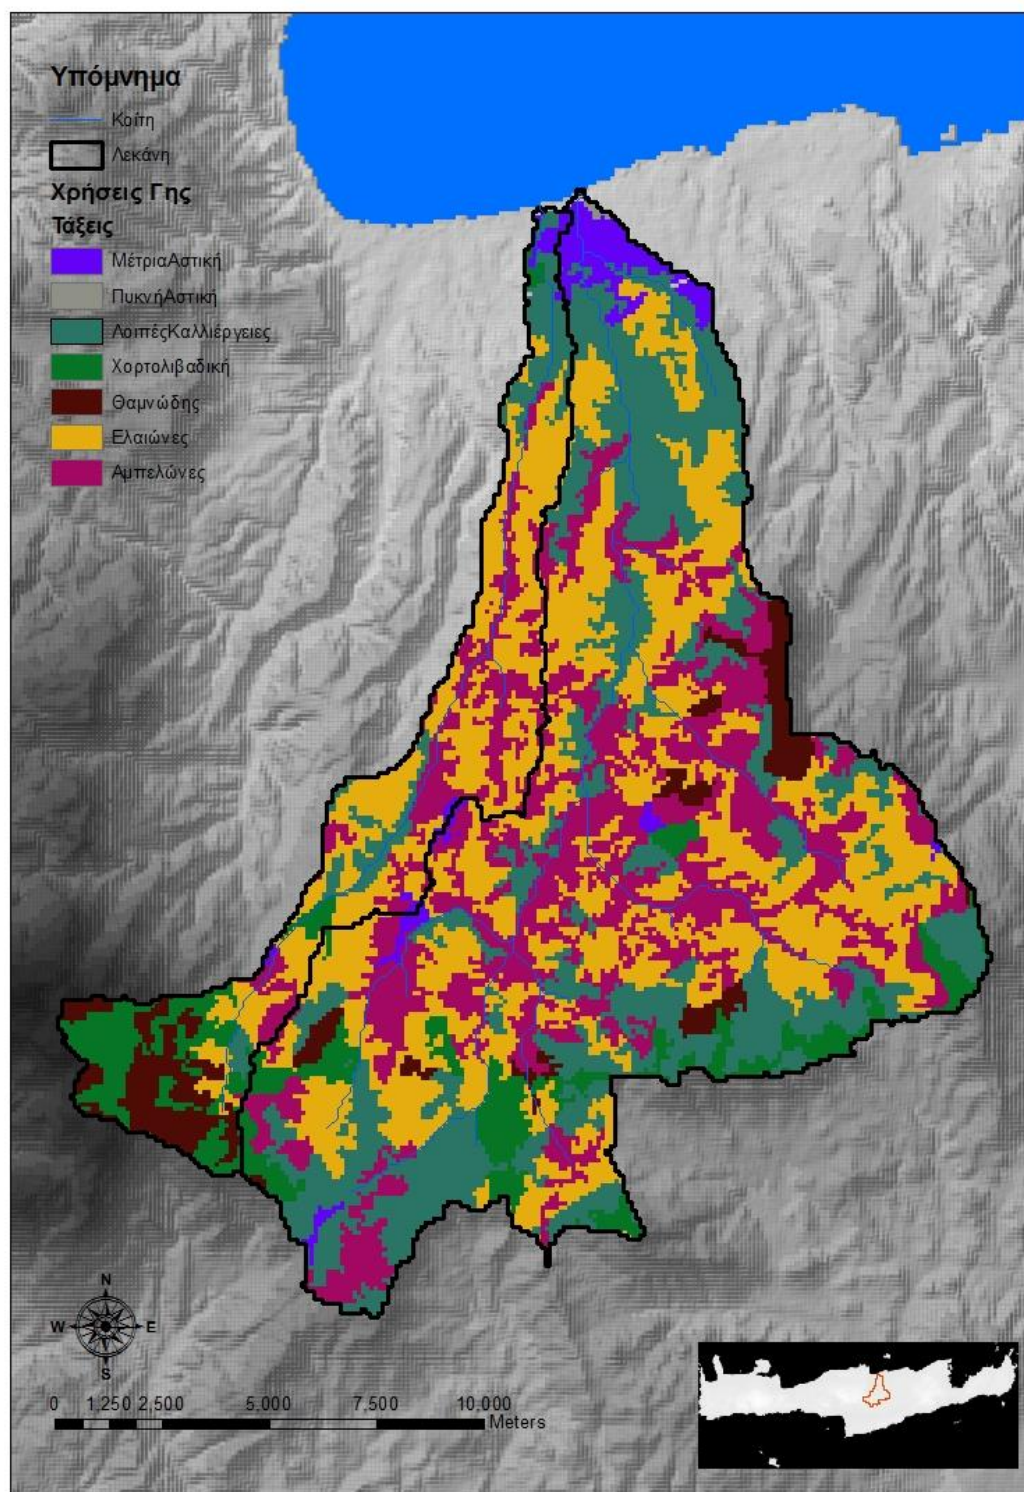 Υπόμνημα
Κοίτη
Λεκάνη
Χρήσεις Γης
Τάξεις
ΜέτριαΑστική
ΠυκνήΑστική
ΛοιπέςΚαλλιέργειες
Χορτολιβαδική
Θαμνώδης
Ελαιώνες
Αμπελώνες
N
W E
S
0 1,250 2,500 5,000 7,500 10,000
Meters